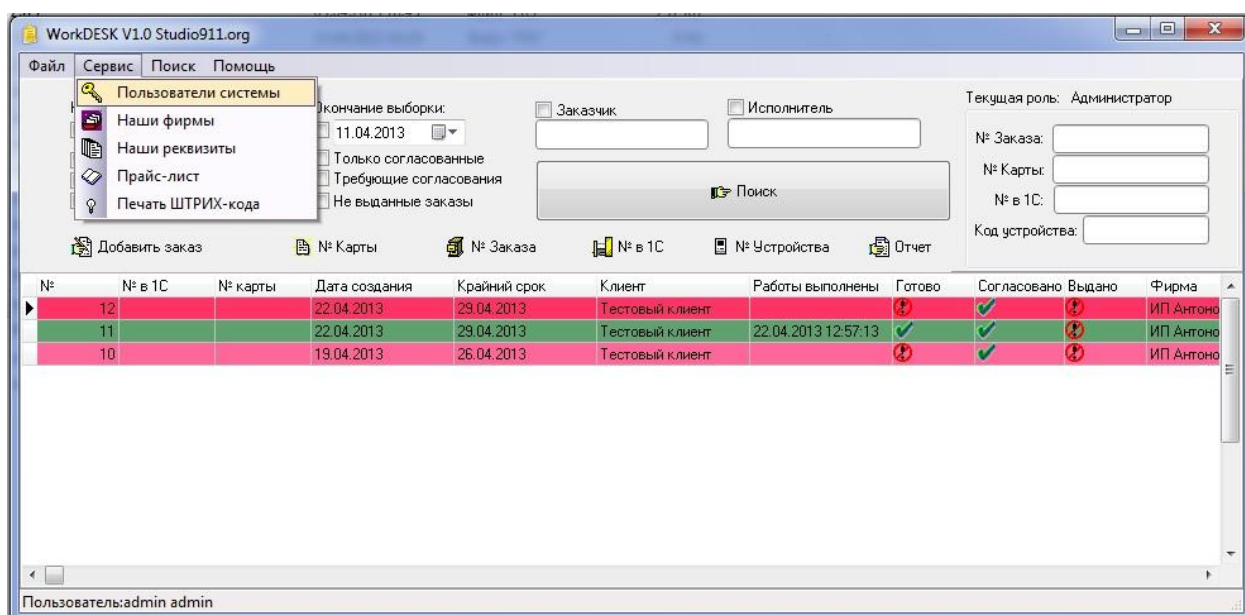 WorkDESK V1.0 Studio911.org
Файл Сервис Поиск Помощь
Пользователи системы
Наши фирмы
Наши реквизиты
Прайс-лист
Печать ШТРИХ-кода
Окончание выборки:
11.04.2013
Только согласованные
Требующие согласования
Не выданные заказы
Заказчик
Исполнитель
Поиск
Текущая роль: Администратор
№ Заказа:
№ Карты:
№ в 1С:
Код устройства:
Добавить заказ № Карты № Заказа № в 1С № Устройства Отчет
№ № в 1С № карты Дата создания Крайний срок Клиент Работы выполнены Готово Согласовано Выдано Фирма
12 22.04.2013 29.04.2013 Тестовый клиент ИП Антоно
11 22.04.2013 29.04.2013 Тестовый клиент 22.04.2013 12:57:13 ИП Антоно
10 19.04.2013 26.04.2013 Тестовый клиент ИП Антоно
Пользователь:admin admin